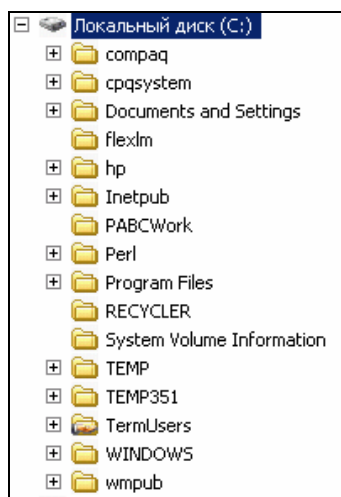 Локальный диск (C:)
compaq
cpqsystem
Documents and Settings
flexlm
hp
Inetpub
PABCWork
Perl
Program Files
RECYCLER
System Volume Information
TEMP
TEMP351
TermUsers
WINDOWS
wmpub